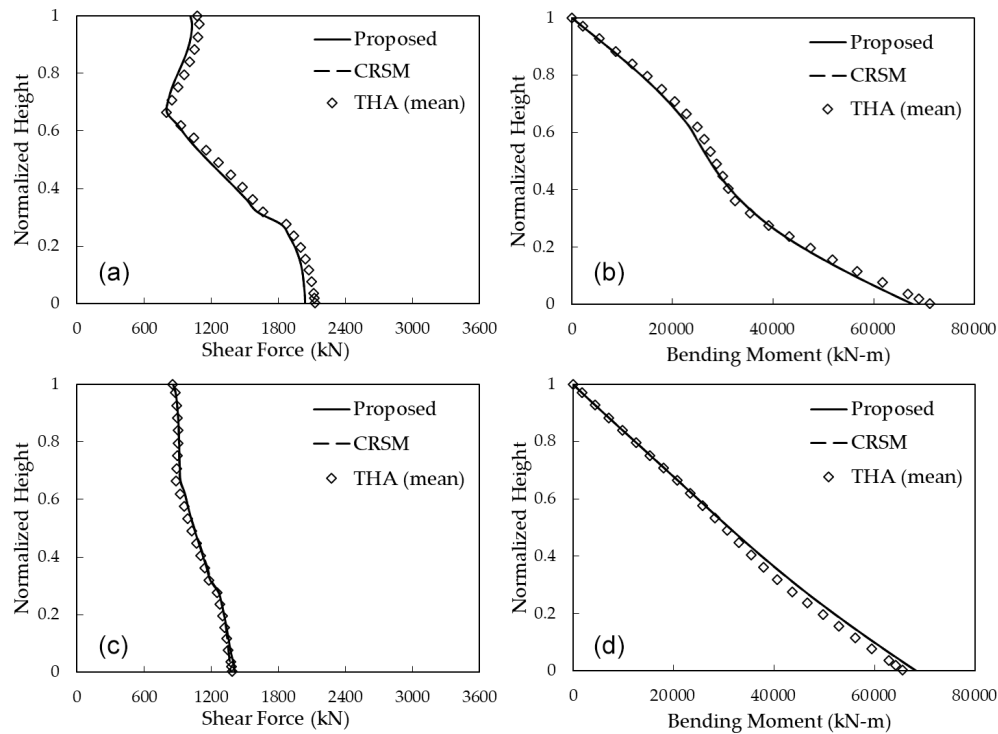 1
Proposed
CRSM
THA (mean)
0.8
0.6
0.4
0.2
0
Normalized Height
(a)
0 600 1200 1800 2400 3000 3600
Shear Force (kN)
1
Proposed
CRSM
THA (mean)
0.8
0.6
0.4
0.2
0
Normalized Height
(b)
0 20000 40000 60000 80000
Bending Moment (kN-m)
1
Proposed
CRSM
THA (mean)
0.8
0.6
0.4
0.2
0
Normalized Height
(c)
0 600 1200 1800 2400 3000 3600
Shear Force (kN)
1
Proposed
CRSM
THA (mean)
0.8
0.6
0.4
0.2
0
Normalized Height
(d)
0 20000 40000 60000 80000
Bending Moment (kN-m)